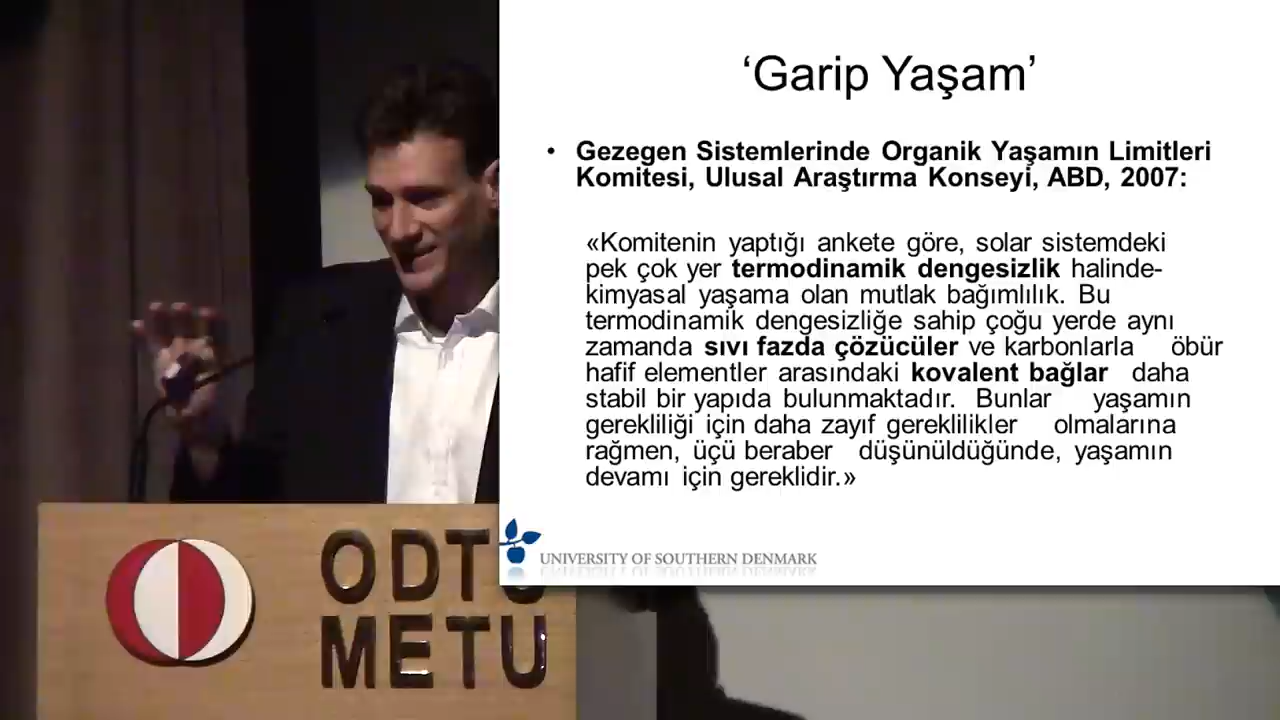 ‘Garip Yaşam’
• Gezegen Sistemlerinde Organik Yaşamın Limitleri
Komitesi, Ulusal Araştırma Konseyi, ABD, 2007:
«Komitenin yaptığı ankete göre, solar sistemdeki
pek çok yer termodinamik dengesizlik halinde-
kimyasal yaşama olan mutlak bağımlılık. Bu
termodinamik dengesizliğe sahip çoğu yerde aynı
zamanda sıvı fazda çözücüler ve karbonlarla öbür
hafif elementler arasındaki kovalent bağlar daha
stabil bir yapıda bulunmaktadır. Bunlar yaşamın
gerekliliği için daha zayıf gereklilikler olmalarına
rağmen, üçü beraber düşünüldüğünde, yaşamın
devamı için gereklidir.»
UNIVERSITY OF SOUTHERN DENMARK
ODTÜ
METU